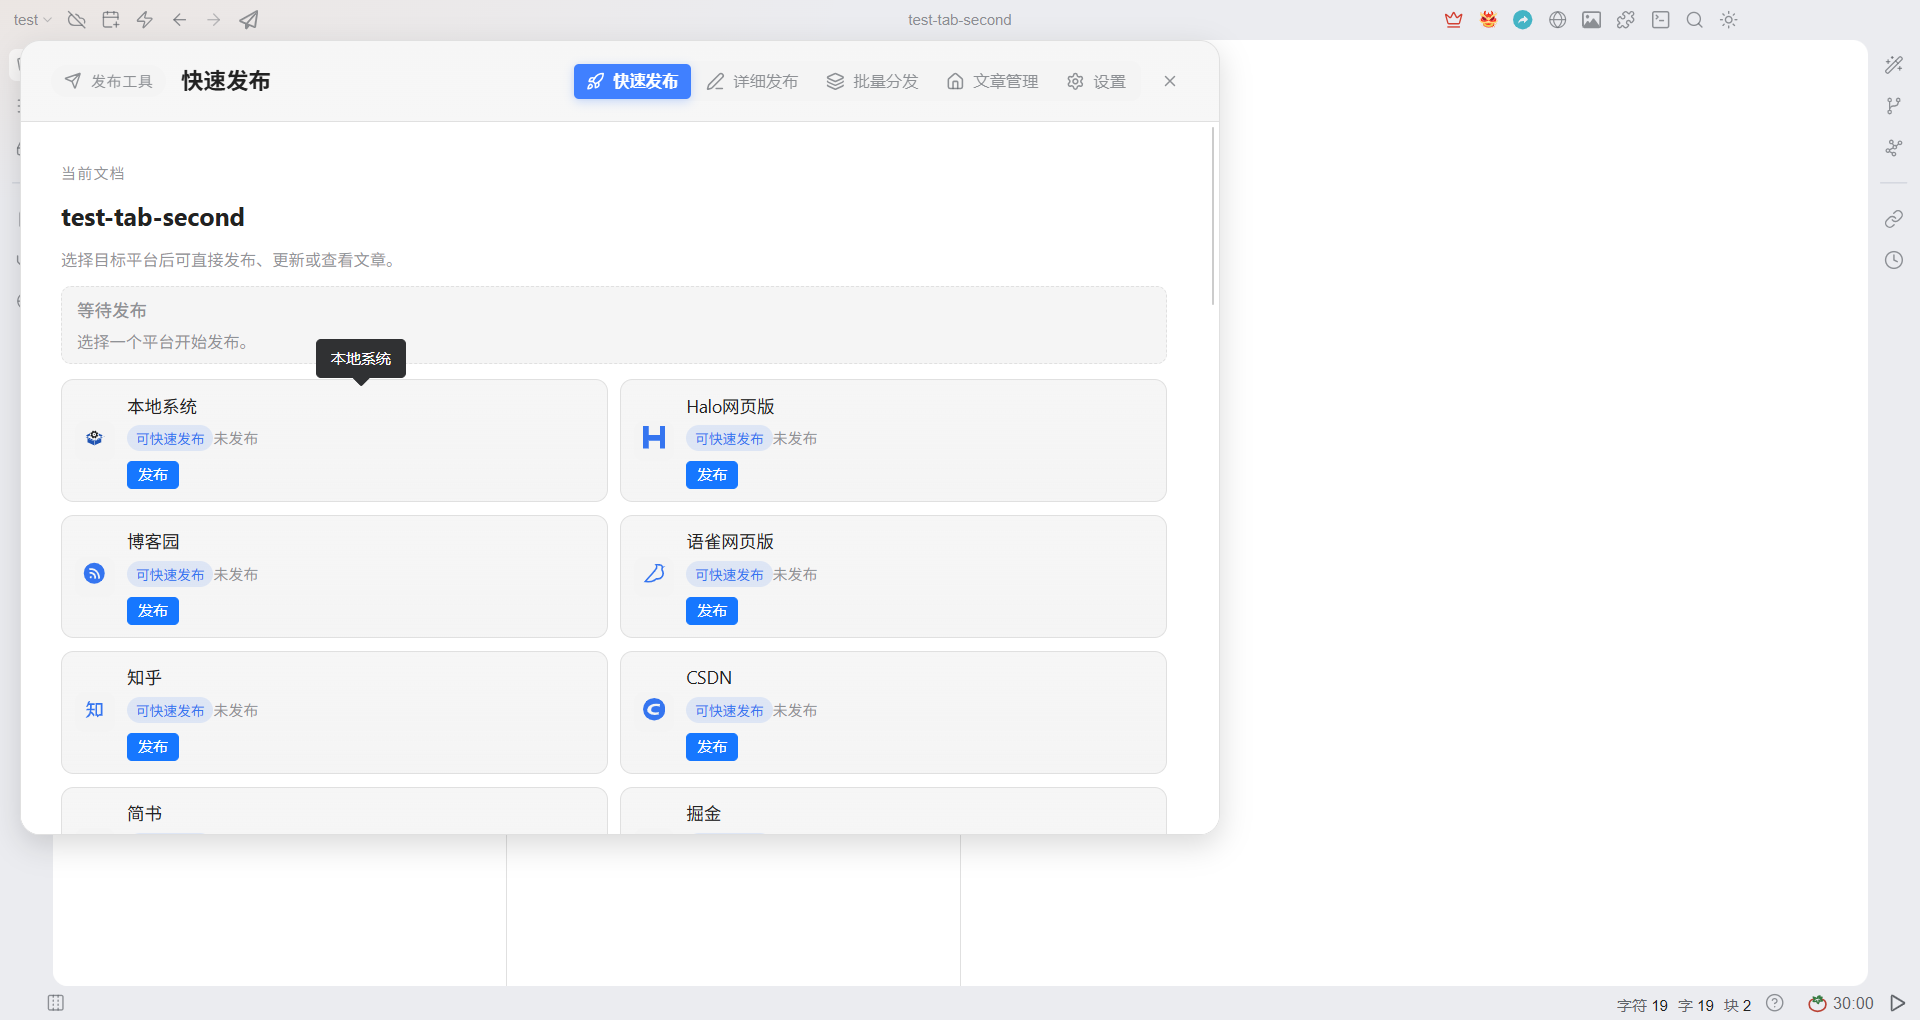 test
test-tab-second
发布工具
快速发布
快速发布
详细发布
批量分发
文章管理
设置
当前文档
test-tab-second
选择目标平台后可直接发布、更新或查看文章。
等待发布
选择一个平台开始发布。
本地系统
本地系统
可快速发布 未发布
发布
Halo网页版
可快速发布 未发布
发布
博客园
可快速发布 未发布
发布
语雀网页版
可快速发布 未发布
发布
知
知乎
可快速发布 未发布
发布
CSDN
可快速发布 未发布
发布
简书
掘金
字符 19 字 19 块 2
30:00